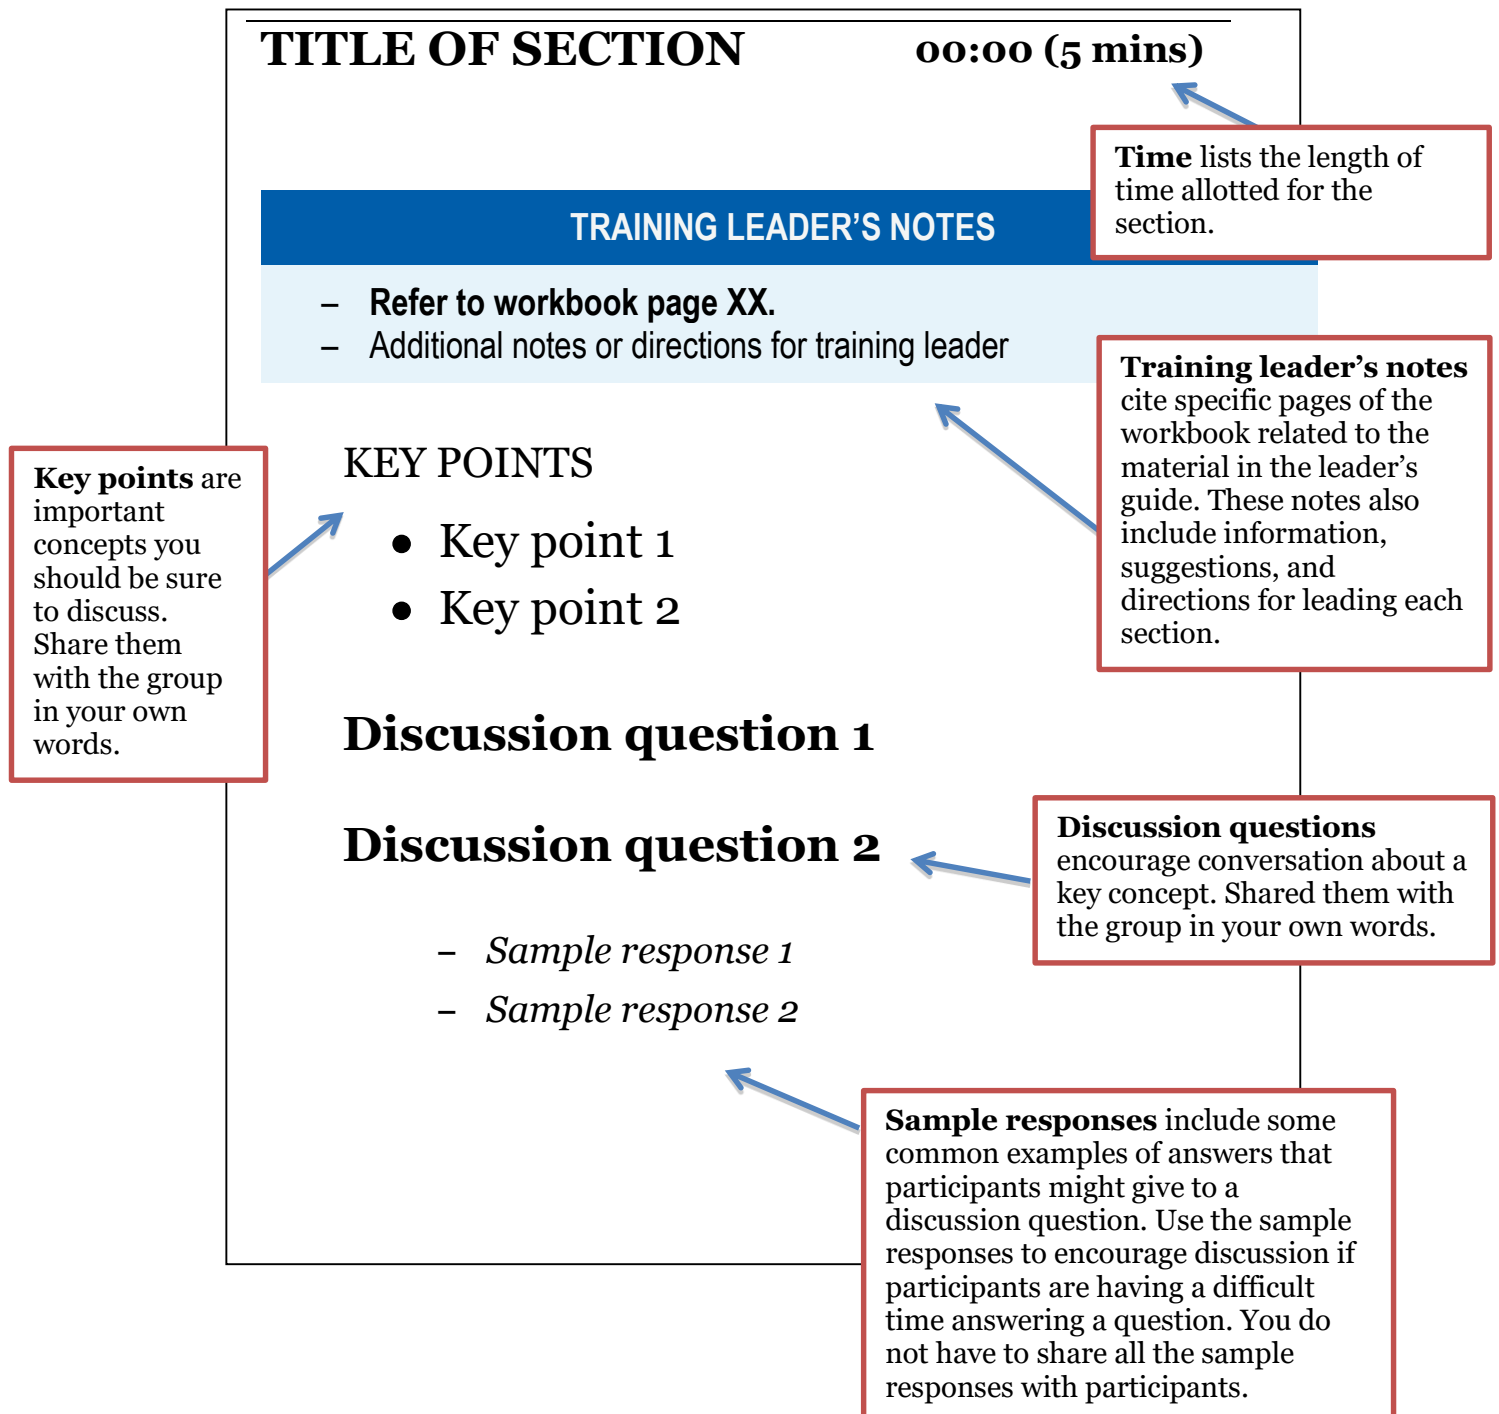 TITLE OF SECTION 00:00 (5 mins)
Time lists the length of
time allotted for the
section.
TRAINING LEADER’S NOTES
– Refer to workbook page XX.
– Additional notes or directions for training leader
Training leader’s notes
cite specific pages of the
workbook related to the
material in the leader’s
guide. These notes also
include information,
suggestions, and
directions for leading each
section.
Key points are
important
concepts you
should be sure
to discuss.
Share them
with the group
in your own
words.
KEY POINTS
• Key point 1
• Key point 2
Discussion question 1
Discussion question 2
Discussion questions
encourage conversation about a
key concept. Shared them with
the group in your own words.
– Sample response 1
– Sample response 2
Sample responses include some
common examples of answers that
participants might give to a
discussion question. Use the sample
responses to encourage discussion if
participants are having a difficult
time answering a question. You do
not have to share all the sample
responses with participants.